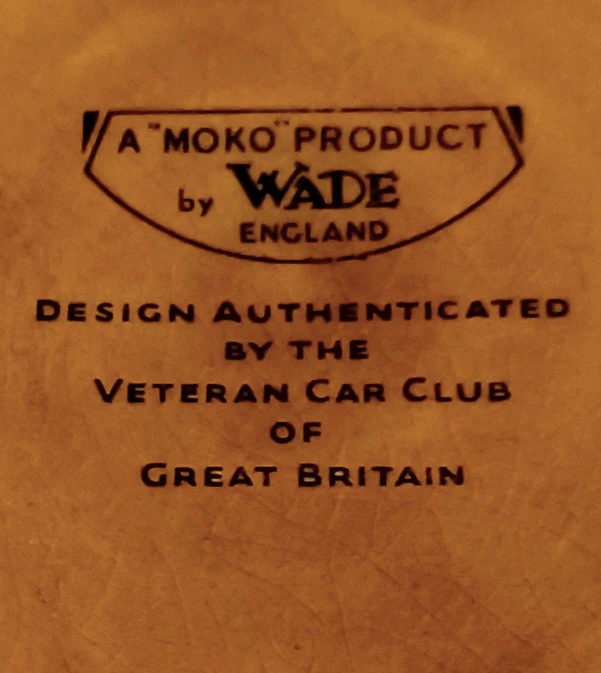 A "MOKO" PRODUCT
by WADE
ENGLAND
DESIGN AUTHENTICATED
BY THE
VETERAN CAR CLUB
OF
GREAT BRITAIN